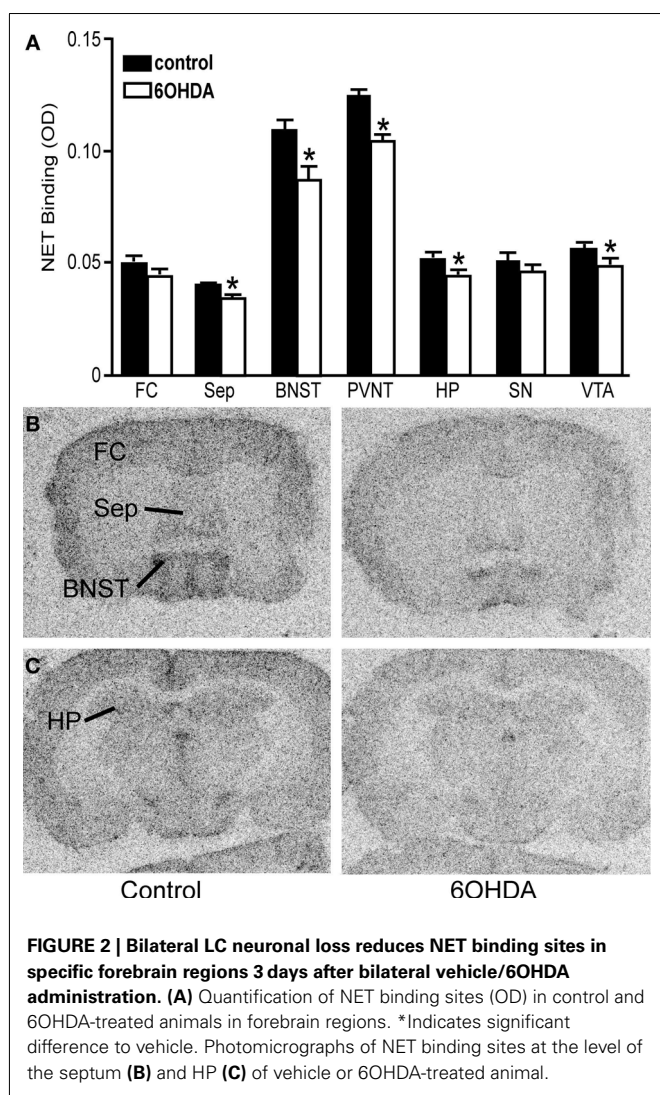 A
0.15
control
6OHDA
NET Binding (OD)
0.10
0.05
0
* * * * *
FC Sep BNST PVNT HP SN VTA
B
FC
Sep
BNST
C
HP
Control 6OHDA
FIGURE 2 | Bilateral LC neuronal loss reduces NET binding sites in
specific forebrain regions 3 days after bilateral vehicle/6OHDA
administration. (A) Quantification of NET binding sites (OD) in control and
6OHDA-treated animals in forebrain regions. *Indicates significant
difference to vehicle. Photomicrographs of NET binding sites at the level of
the septum (B) and HP (C) of vehicle or 6OHDA-treated animal.